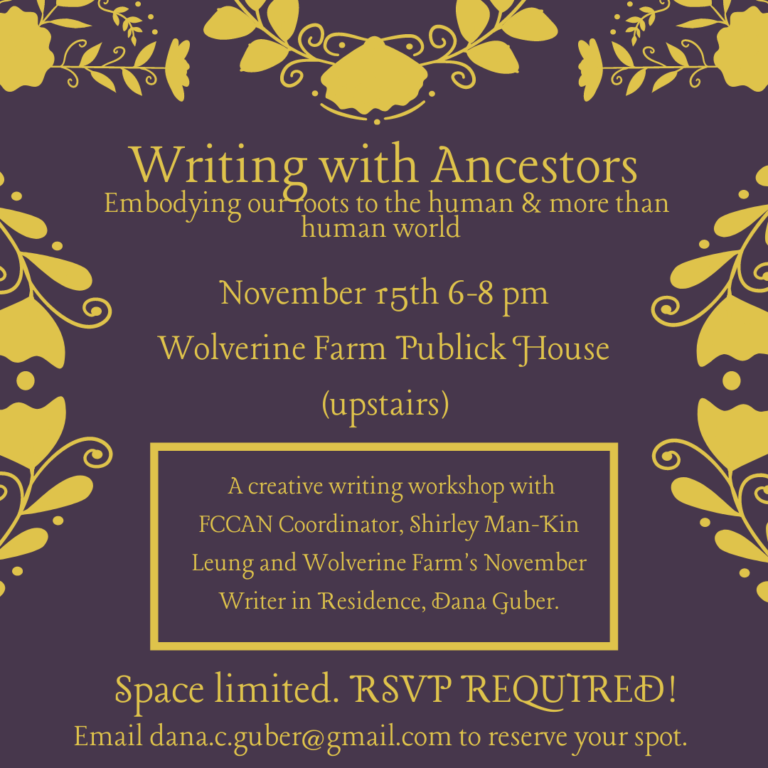 Writing with Ancestors
Embodying our roots to the human & more than
human world
November 15th 6-8 pm
Wolverine Farm Publick House
(upstairs)
A creative writing workshop with
FCCAN Coordinator, Shirley Man-Kin
Leung and Wolverine Farm's November
Writer in Residence, Dana Guber.
Space limited. RSVP REQUIRED!
Email dana.c.guber@gmail.com to reserve your spot.